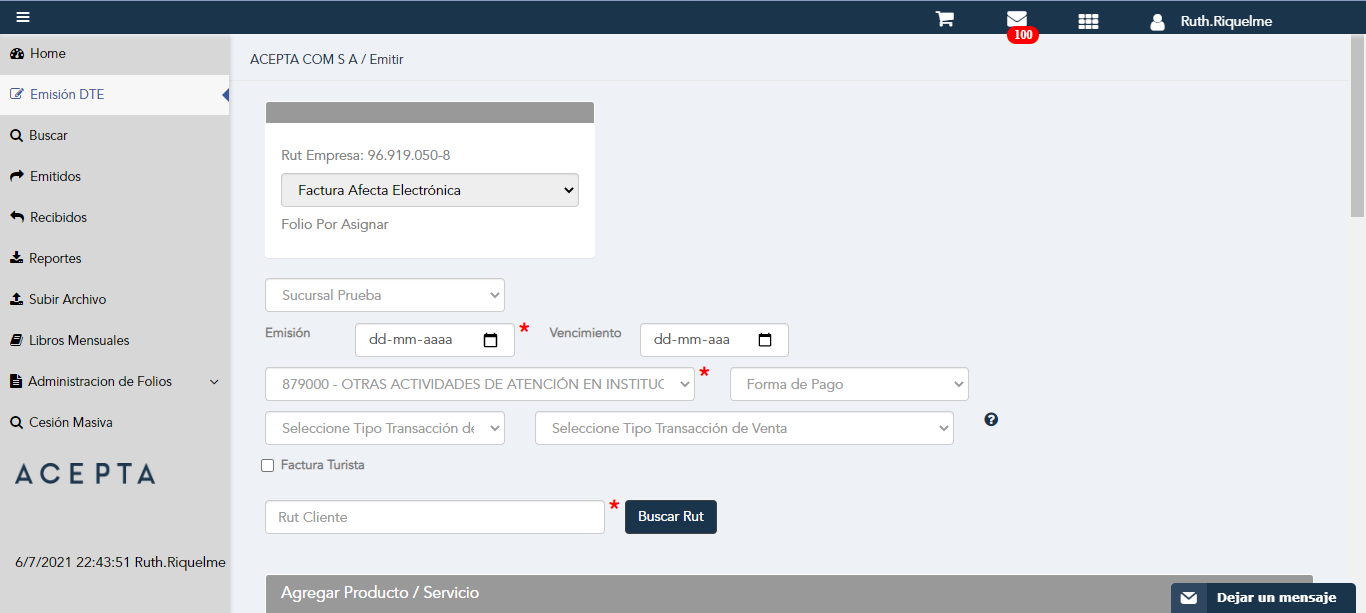 Ruth.Riquelme
100
Home
Emisión DTE
Buscar
Emitidos
Recibidos
Reportes
Subir Archivo
Libros Mensuales
Administracion de Folios
Cesión Masiva
ACEPTA
6/7/2021 22:43:51 Ruth.Riquelme
ACEPTA COM S A / Emitir
Rut Empresa: 96.919.050-8
Factura Afecta Electrónica
Folio Por Asignar
Sucursal Prueba
Emisión dd-mm-aaaa * Vencimiento dd-mm-aaa
879000 - OTRAS ACTIVIDADES DE ATENCIÓN EN INSTITUC * Forma de Pago
Seleccione Tipo Transacción de Seleccione Tipo Transacción de Venta ?
Factura Turista
Rut Cliente * Buscar Rut
Agregar Producto / Servicio
Dejar un mensaje